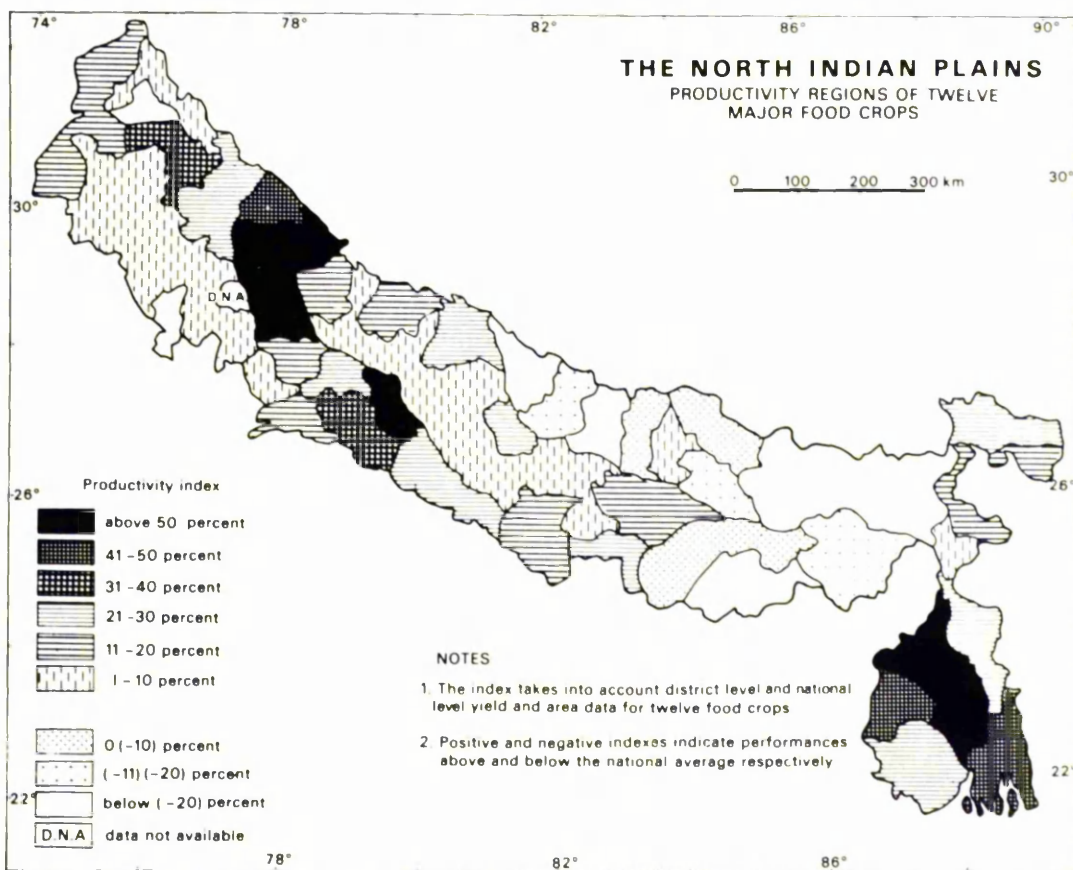 74°
78°
82°
86°
90°
THE NORTH INDIAN PLAINS
PRODUCTIVITY REGIONS OF TWELVE
MAJOR FOOD CROPS
0 100 200 300 km
30°
30°
D.N.A
26°
26°
Productivity index
above 50 percent
41-50 percent
31-40 percent
21-30 percent
11-20 percent
1-10 percent
0(-10) percent
(-11)(-20) percent
below (-20) percent
D.N.A data not available
NOTES
1. The index takes into account district level and national
level yield and area data for twelve food crops
2. Positive and negative indexes indicate performances
above and below the national average respectively
22°
22°
78°
82°
86°